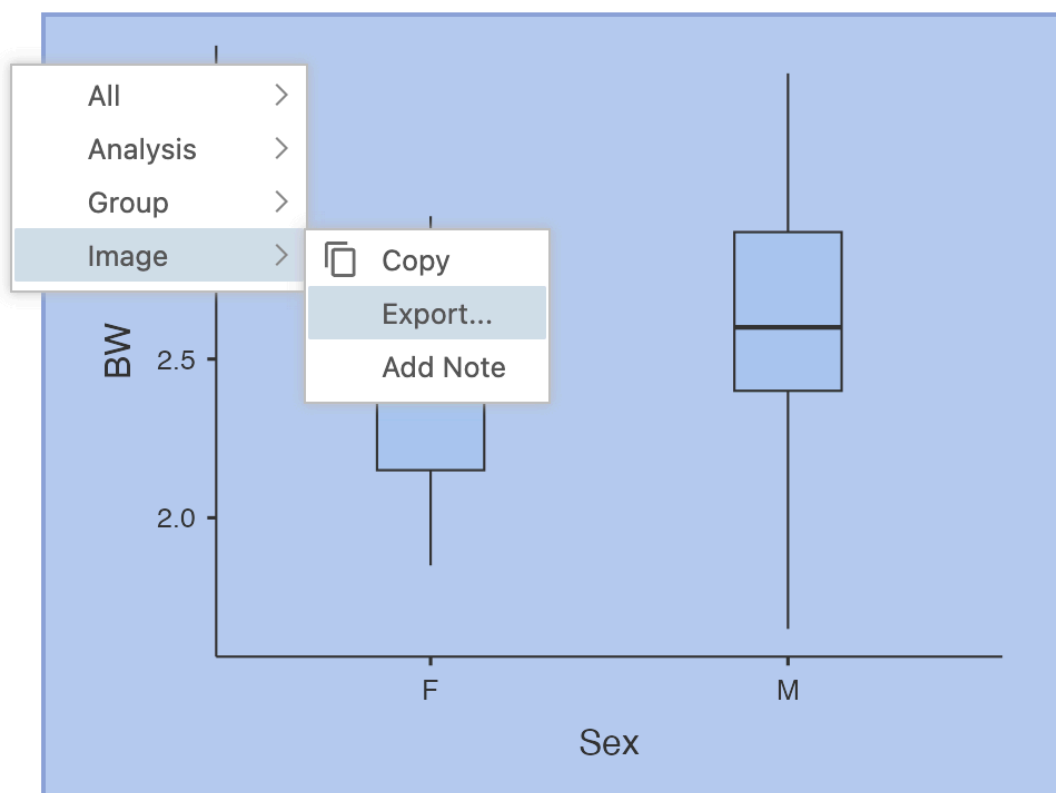 All
Analysis
Group
Image
Copy
Export...
Add Note
BW
2.5
2.0
F
M
Sex